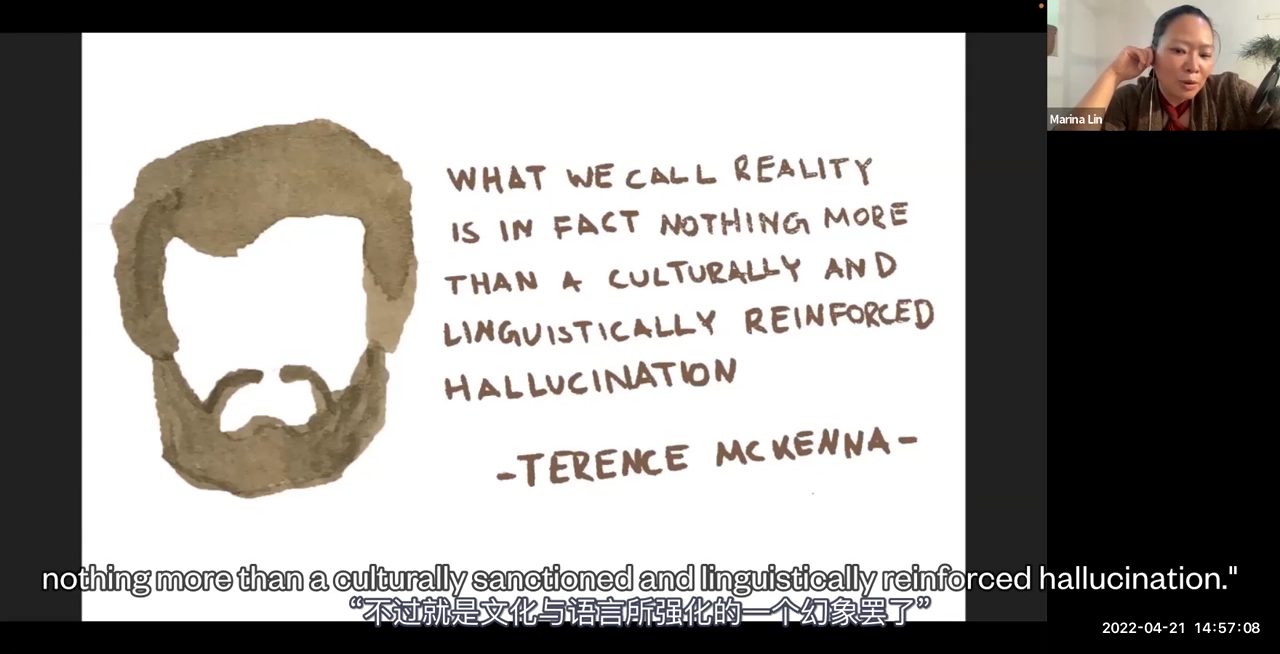 Marina Lin
WHAT WE CALL REALITY
IS IN FACT NOTHING MORE
THAN A CULTURALLY AND
LINGUISTICALLY REINFORCED
HALLUCINATION
-TERENCE MCKENNA-
nothing more than a culturally sanctioned and linguistically reinforced hallucination."
“不过就是文化与语言所强化的一个幻象罢了”
2022-04-21 14:57:08